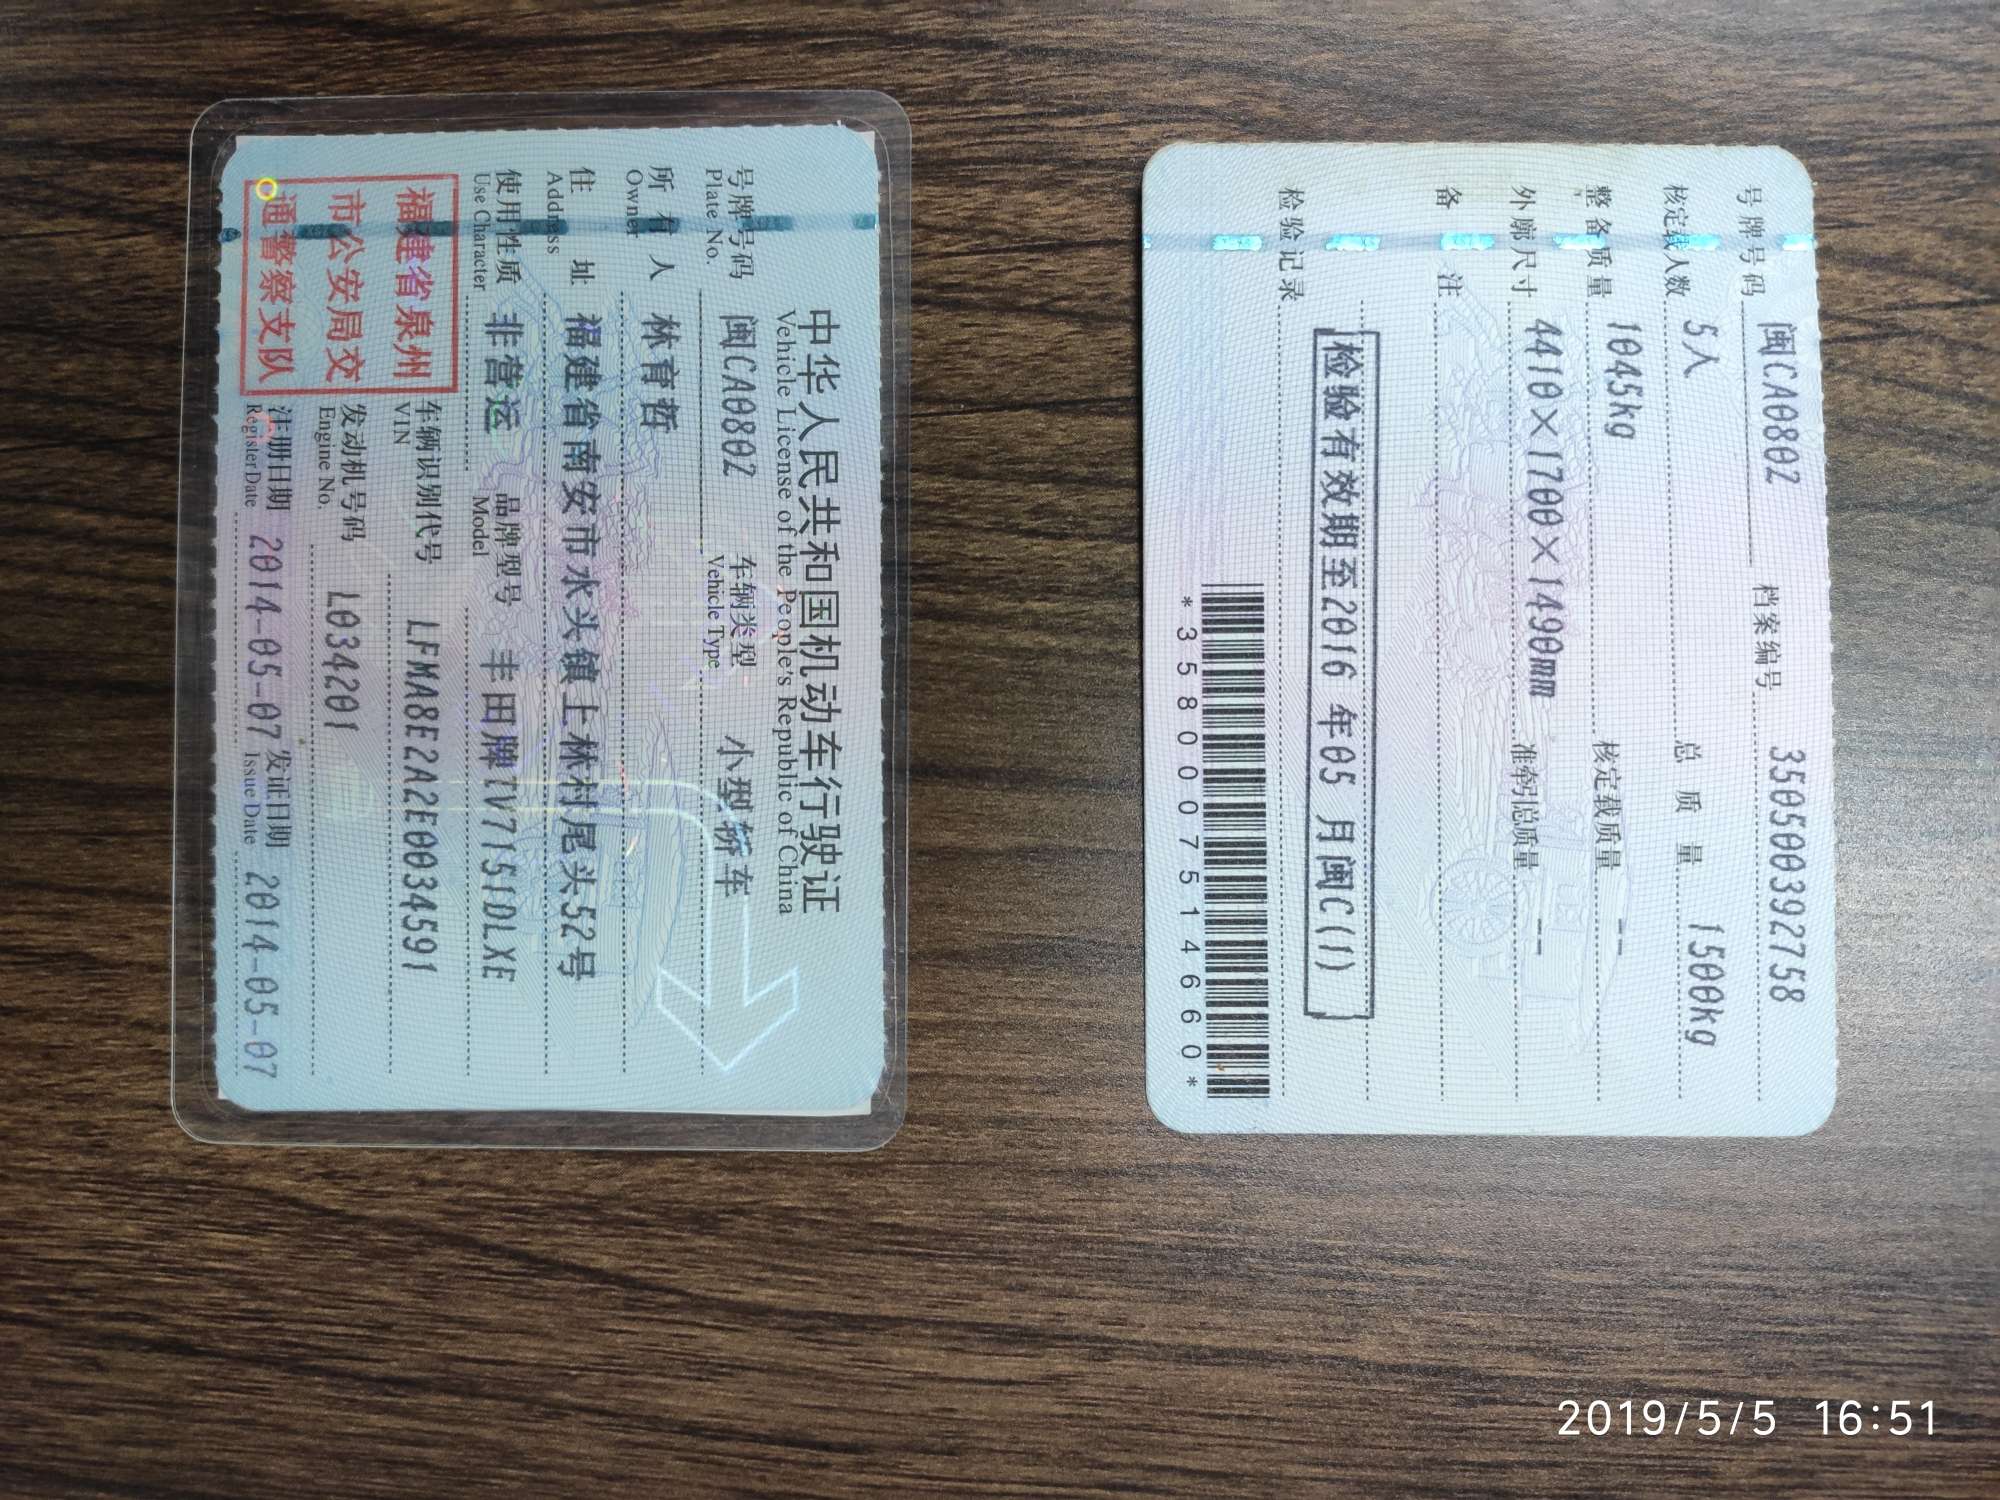 中华人民共和国机动车行驶证
Vehicle License of the People's Republic of China
号牌号码 闽CA080Z 车辆类型 小型轿车
Plate No. Vehicle Type
所有人 林育哲
Owner
住址 福建省南安市水头镇上林村尾头52号
Address
使用性质 非营运 品牌型号 丰田牌TV7151DLXE
Use Character Model
福建省泉州
市公安局交
通警察支队
车辆识别代号 LFMA8E2A2E0034591
VIN
发动机号码 L034201
Engine No.
注册日期 2014-05-07 发证日期 2014-05-07
Register Date Issue Date
号牌号码 闽CA080Z 档案编号 350500392758
核定载人数 5人 总质量 1500kg
整备质量 1045kg 核定载质量 --
外廓尺寸 4410×1700×1490mm 准牵引总质量 --
备注
检验有效期至2016年05月闽C(1)
检验记录
*3580007514660*
2019/5/5 16:51